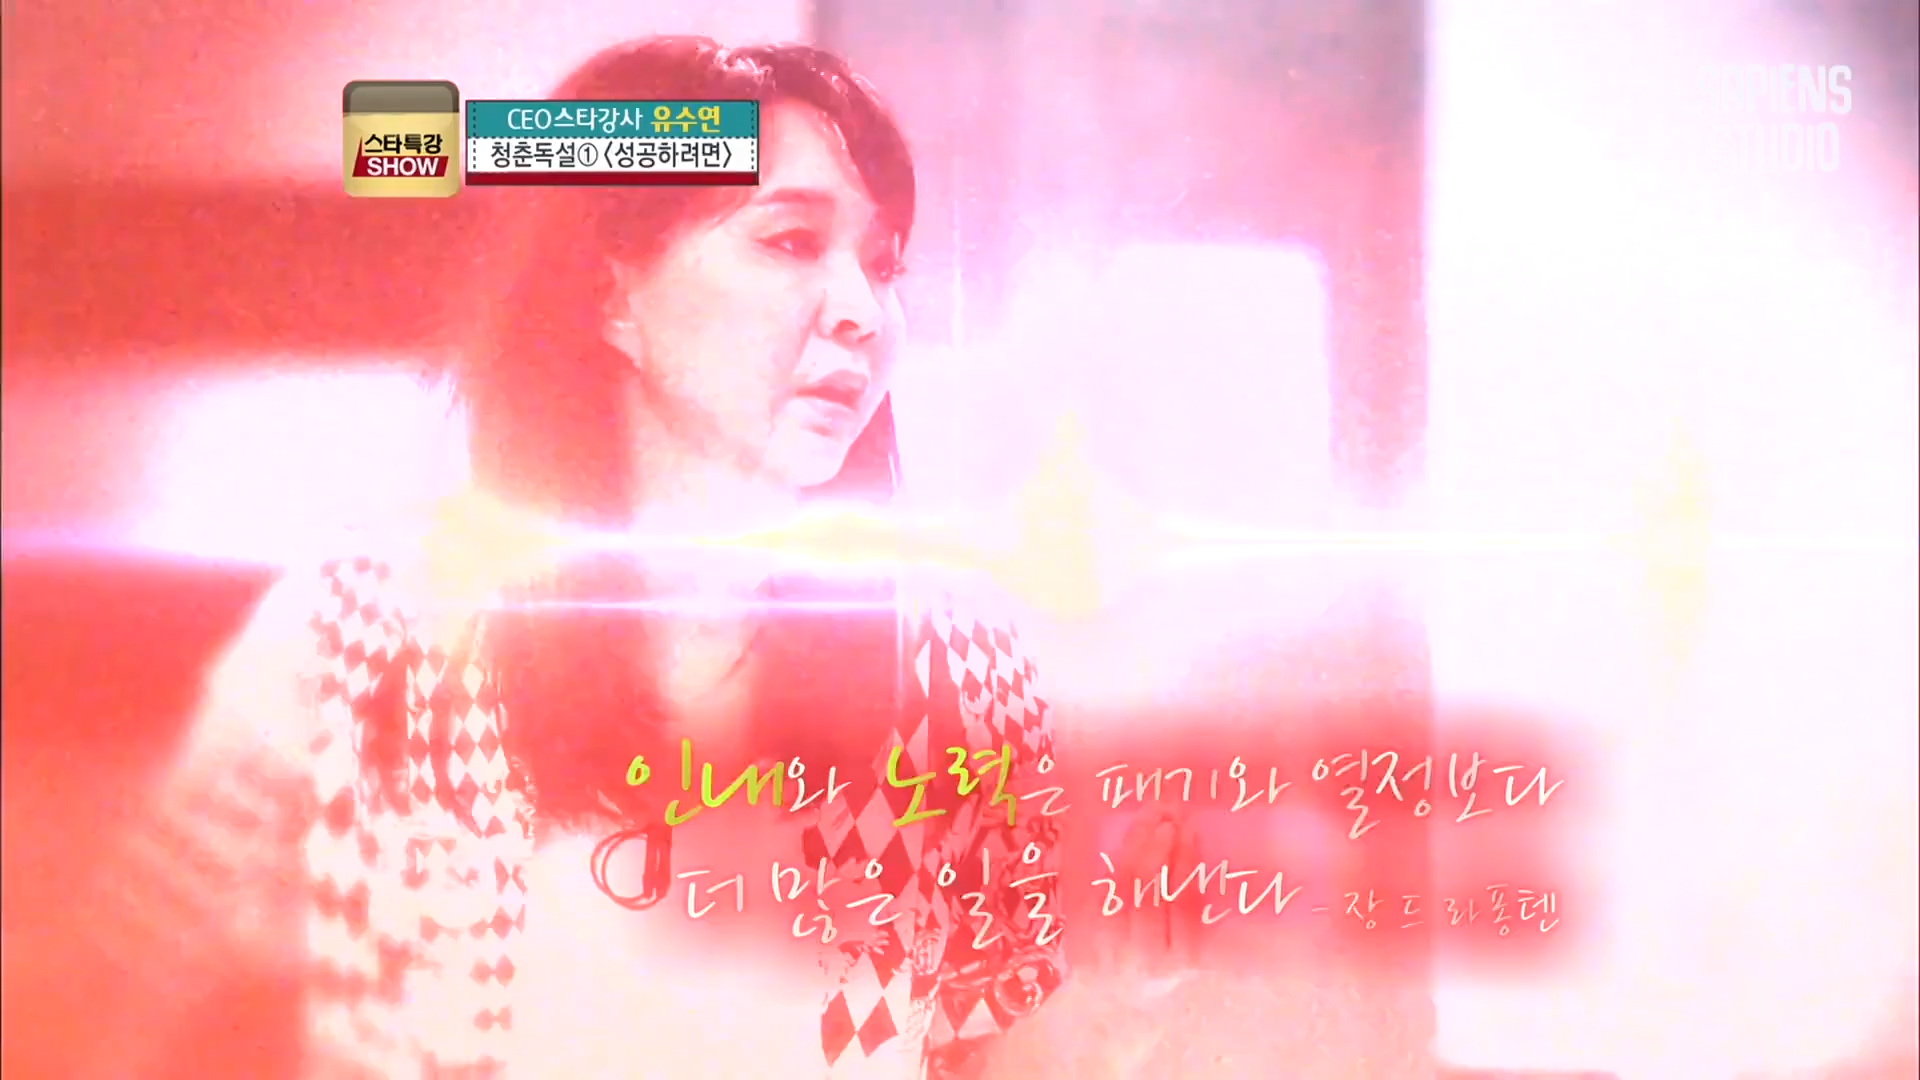 스타특강
SHOW
CEO스타강사 유수연
청춘독설① <성공하려면>
SAPIENS
STUDIO
인내와 노력은 패기와 열정보다
더 많은 일을 해낸다 - 장 드 라퐁텐